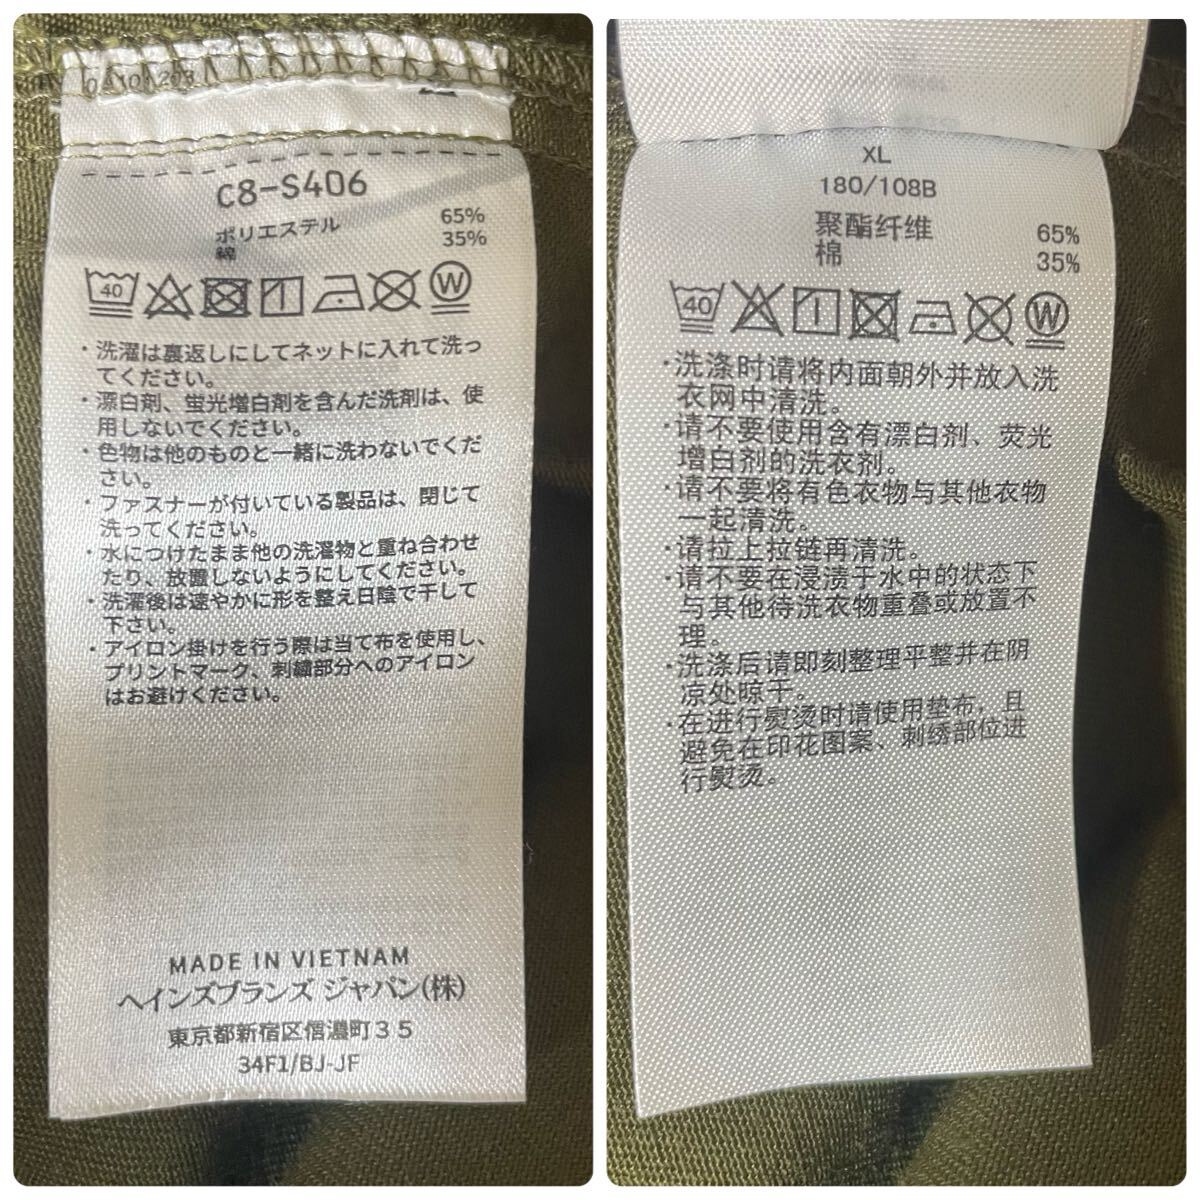 C8-S406
ポリエステル 65%
綿 35%
40
W
・洗濯は裏返しにしてネットに入れて洗っ
てください。
・漂白剤、蛍光増白剤を含んだ洗剤は、使
用しないでください。
・色物は他のものと一緒に洗わないでくだ
さい。
・ファスナーが付いている製品は、閉じて
洗ってください。
・水につけたまま他の洗濯物と重ね合わせ
たり、放置しないようにしてください。
・洗濯後は速やかに形を整え日陰で干して
下さい。
・アイロン掛けを行う際は当て布を使用し、
プリントマーク、刺繍部分へのアイロン
はお避けください。
MADE IN VIETNAM
ヘインズブランズ ジャパン(株)
東京都新宿区信濃町３５
34F1/BJ-JF
XL
180/108B
聚酯纤维 65%
棉 35%
40
W
·洗涤时请将内面朝外并放入洗
衣网中清洗。
·请不要使用含有漂白剂、荧光
增白剂的洗衣剂。
·请不要将有色衣物与其他衣物
一起清洗。
·请拉上拉链再清洗。
·请不要在浸渍于水中的状态下
与其他待洗衣物重叠或放置不
理。
·洗涤后请即刻整理平整并在阴
凉处晾干。
·在进行熨烫时请使用垫布，且
避免在印花图案、刺绣部位进
行熨烫。